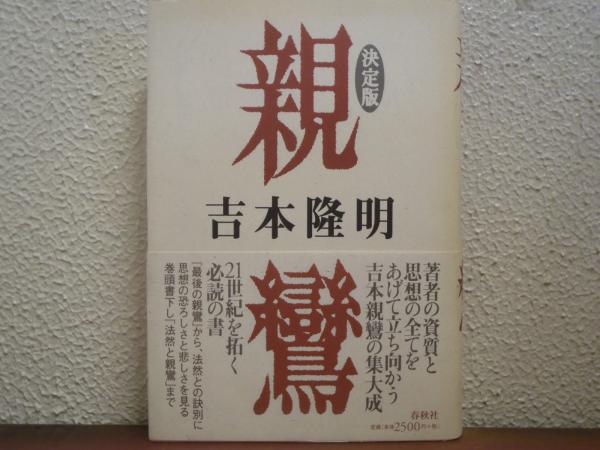 親
決定版
吉本隆明
鸞
著者の資質と
思想の全てを
あげて立ち向かう
吉本親鸞の集大成
21世紀を拓く
必読の書
『最後の親鸞』から、法然との訣別に
思想の恐ろしさと悲しさを見る
巻頭書下し「法然と親鸞」まで
春秋社
定価(本体2500円+税)